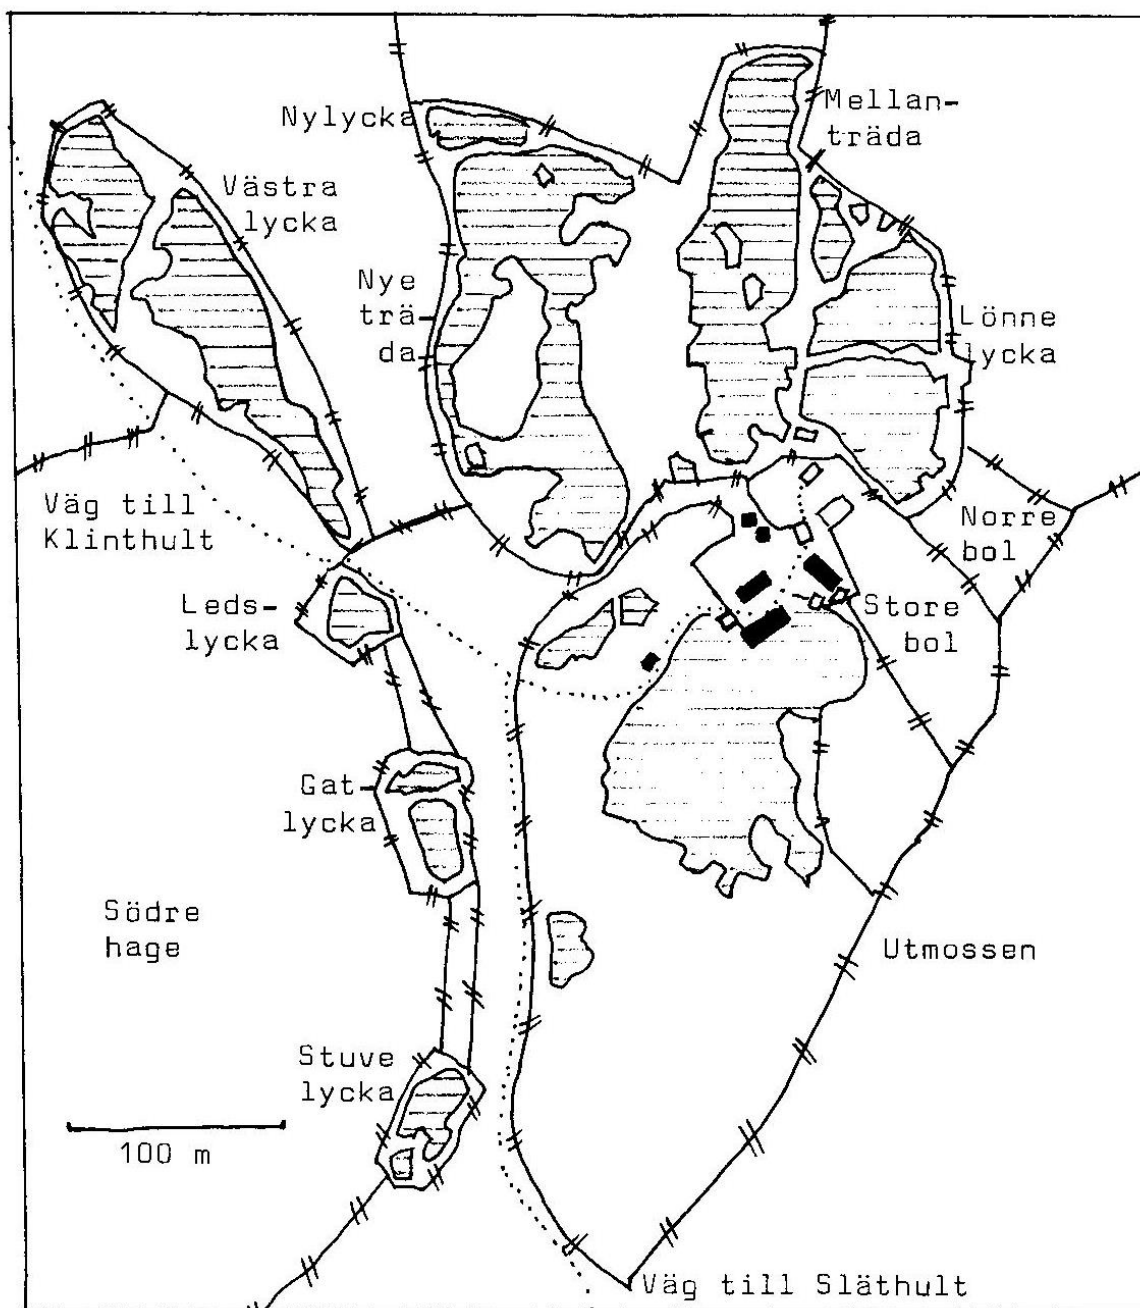 Mellan-
träda
Nylycka
Västra
lycka
Nye
trä-
da
Lönne
lycka
Väg till
Klinthult
Norre
bol
Leds-
lycka
Store
bol
Gat-
lycka
Södre
hage
Utmossen
Stuve
lycka
100 m
Väg till Släthult